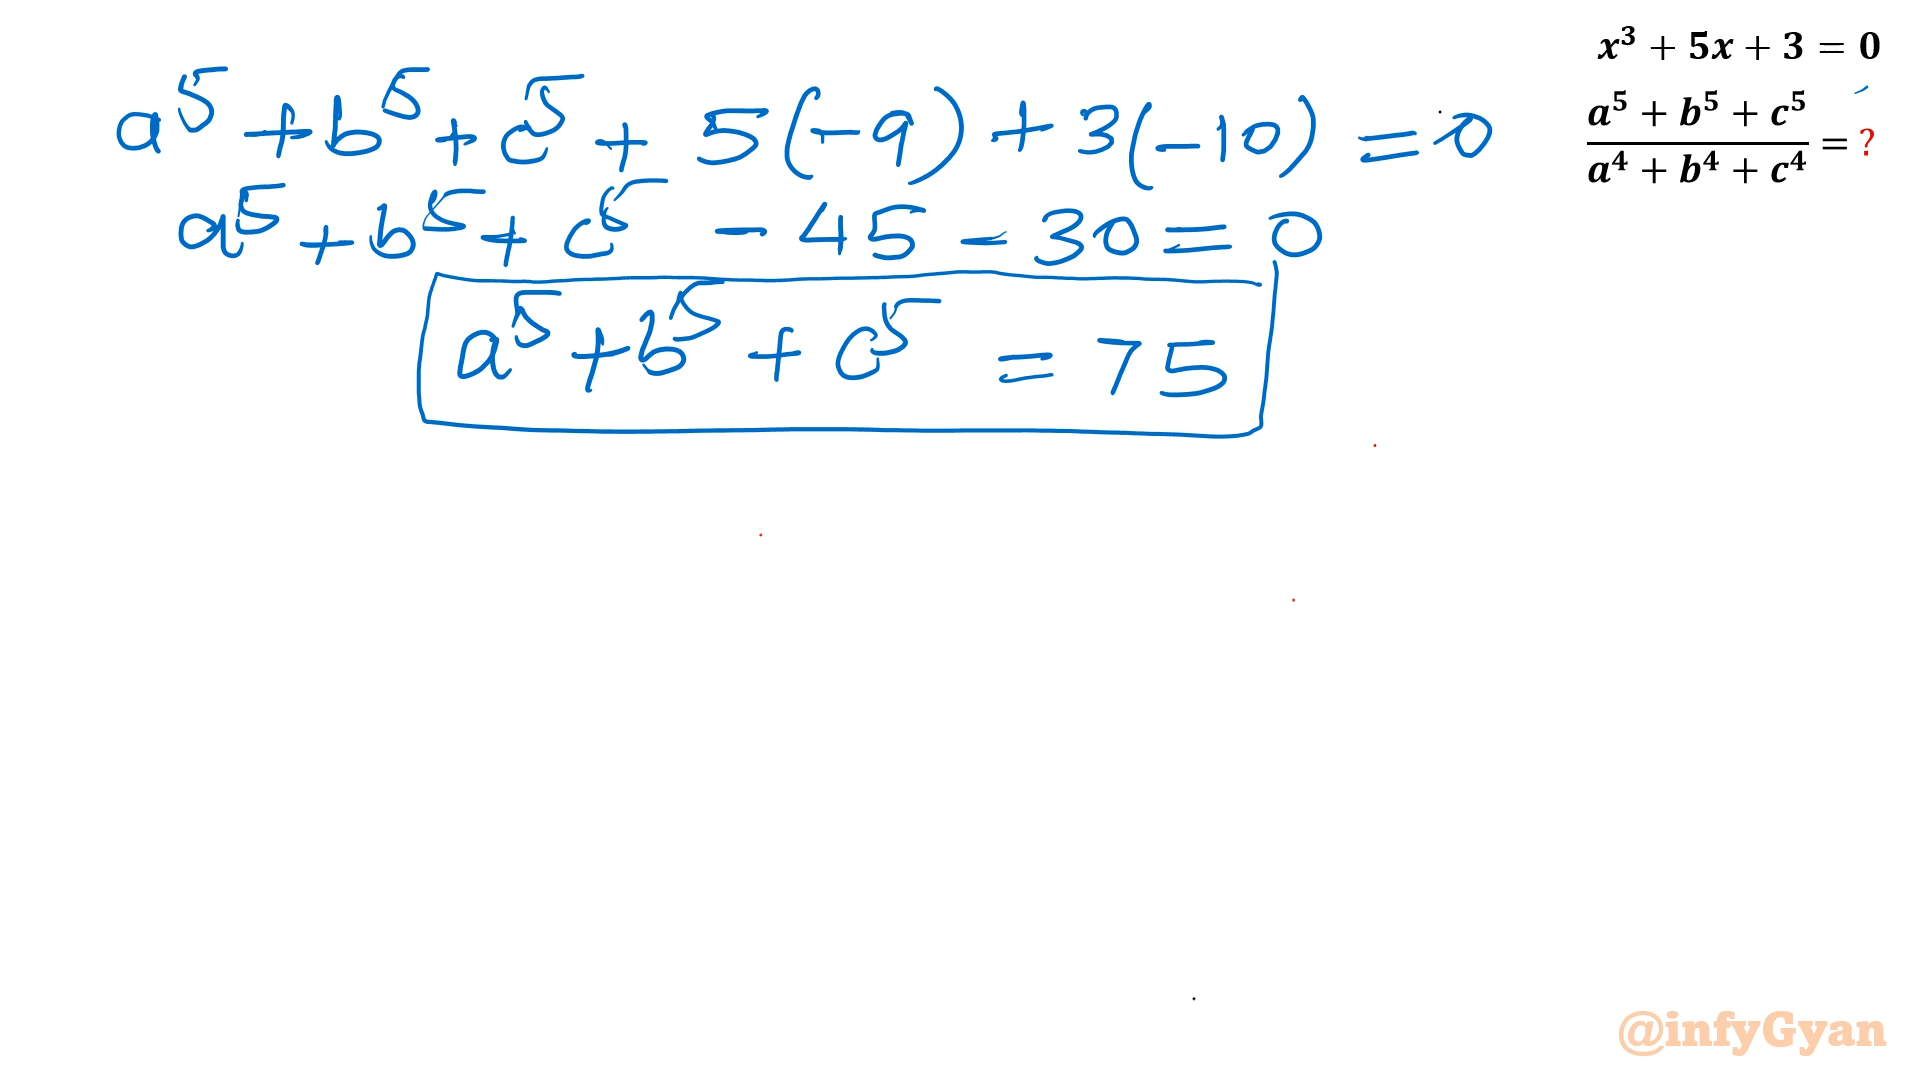 a⁵ + b⁵ + c⁵ + 5(-9) + 3(-10) = 0
a⁵ + b⁵ + c⁵ - 45 - 30 = 0
a⁵ + b⁵ + c⁵ = 75
x³ + 5x + 3 = 0
a⁵ + b⁵ + c⁵
a⁴ + b⁴ + c⁴
= ?
@infyGyan